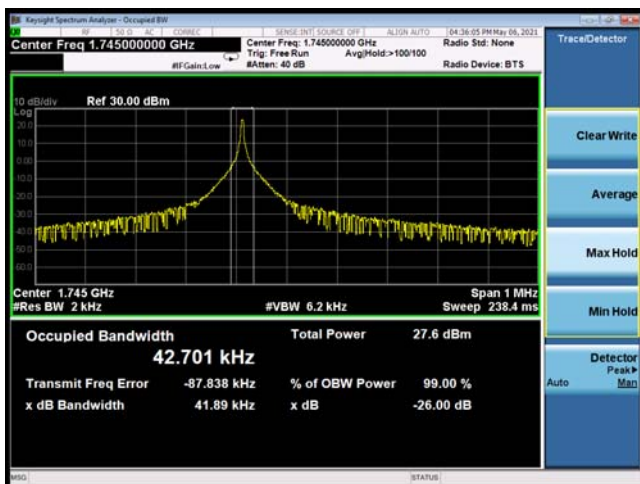 Keysight Spectrum Analyzer - Occupied BW
RF 50 Ω AC CORREC SENSE:INT SOURCE OFF ALIGN AUTO 04:36:05 PM May 06, 2021
Center Freq 1.745000000 GHz
Center Freq: 1.745000000 GHz
Radio Std: None
Trig: Free Run Avg|Hold:>100/100
#IFGain:Low #Atten: 40 dB Radio Device: BTS
Trace/Detector
10 dB/div Ref 30.00 dBm
Log
20.0
10.0
0.00
-10.0
-20.0
-30.0
-40.0
-50.0
-60.0
Center 1.745 GHz Span 1 MHz
#Res BW 2 kHz #VBW 6.2 kHz Sweep 238.4 ms
Occupied Bandwidth Total Power 27.6 dBm
42.701 kHz
Transmit Freq Error -87.838 kHz % of OBW Power 99.00 %
x dB Bandwidth 41.89 kHz x dB -26.00 dB
Clear Write
Average
Max Hold
Min Hold
Detector
Peak▶
Auto Man
MSG STATUS